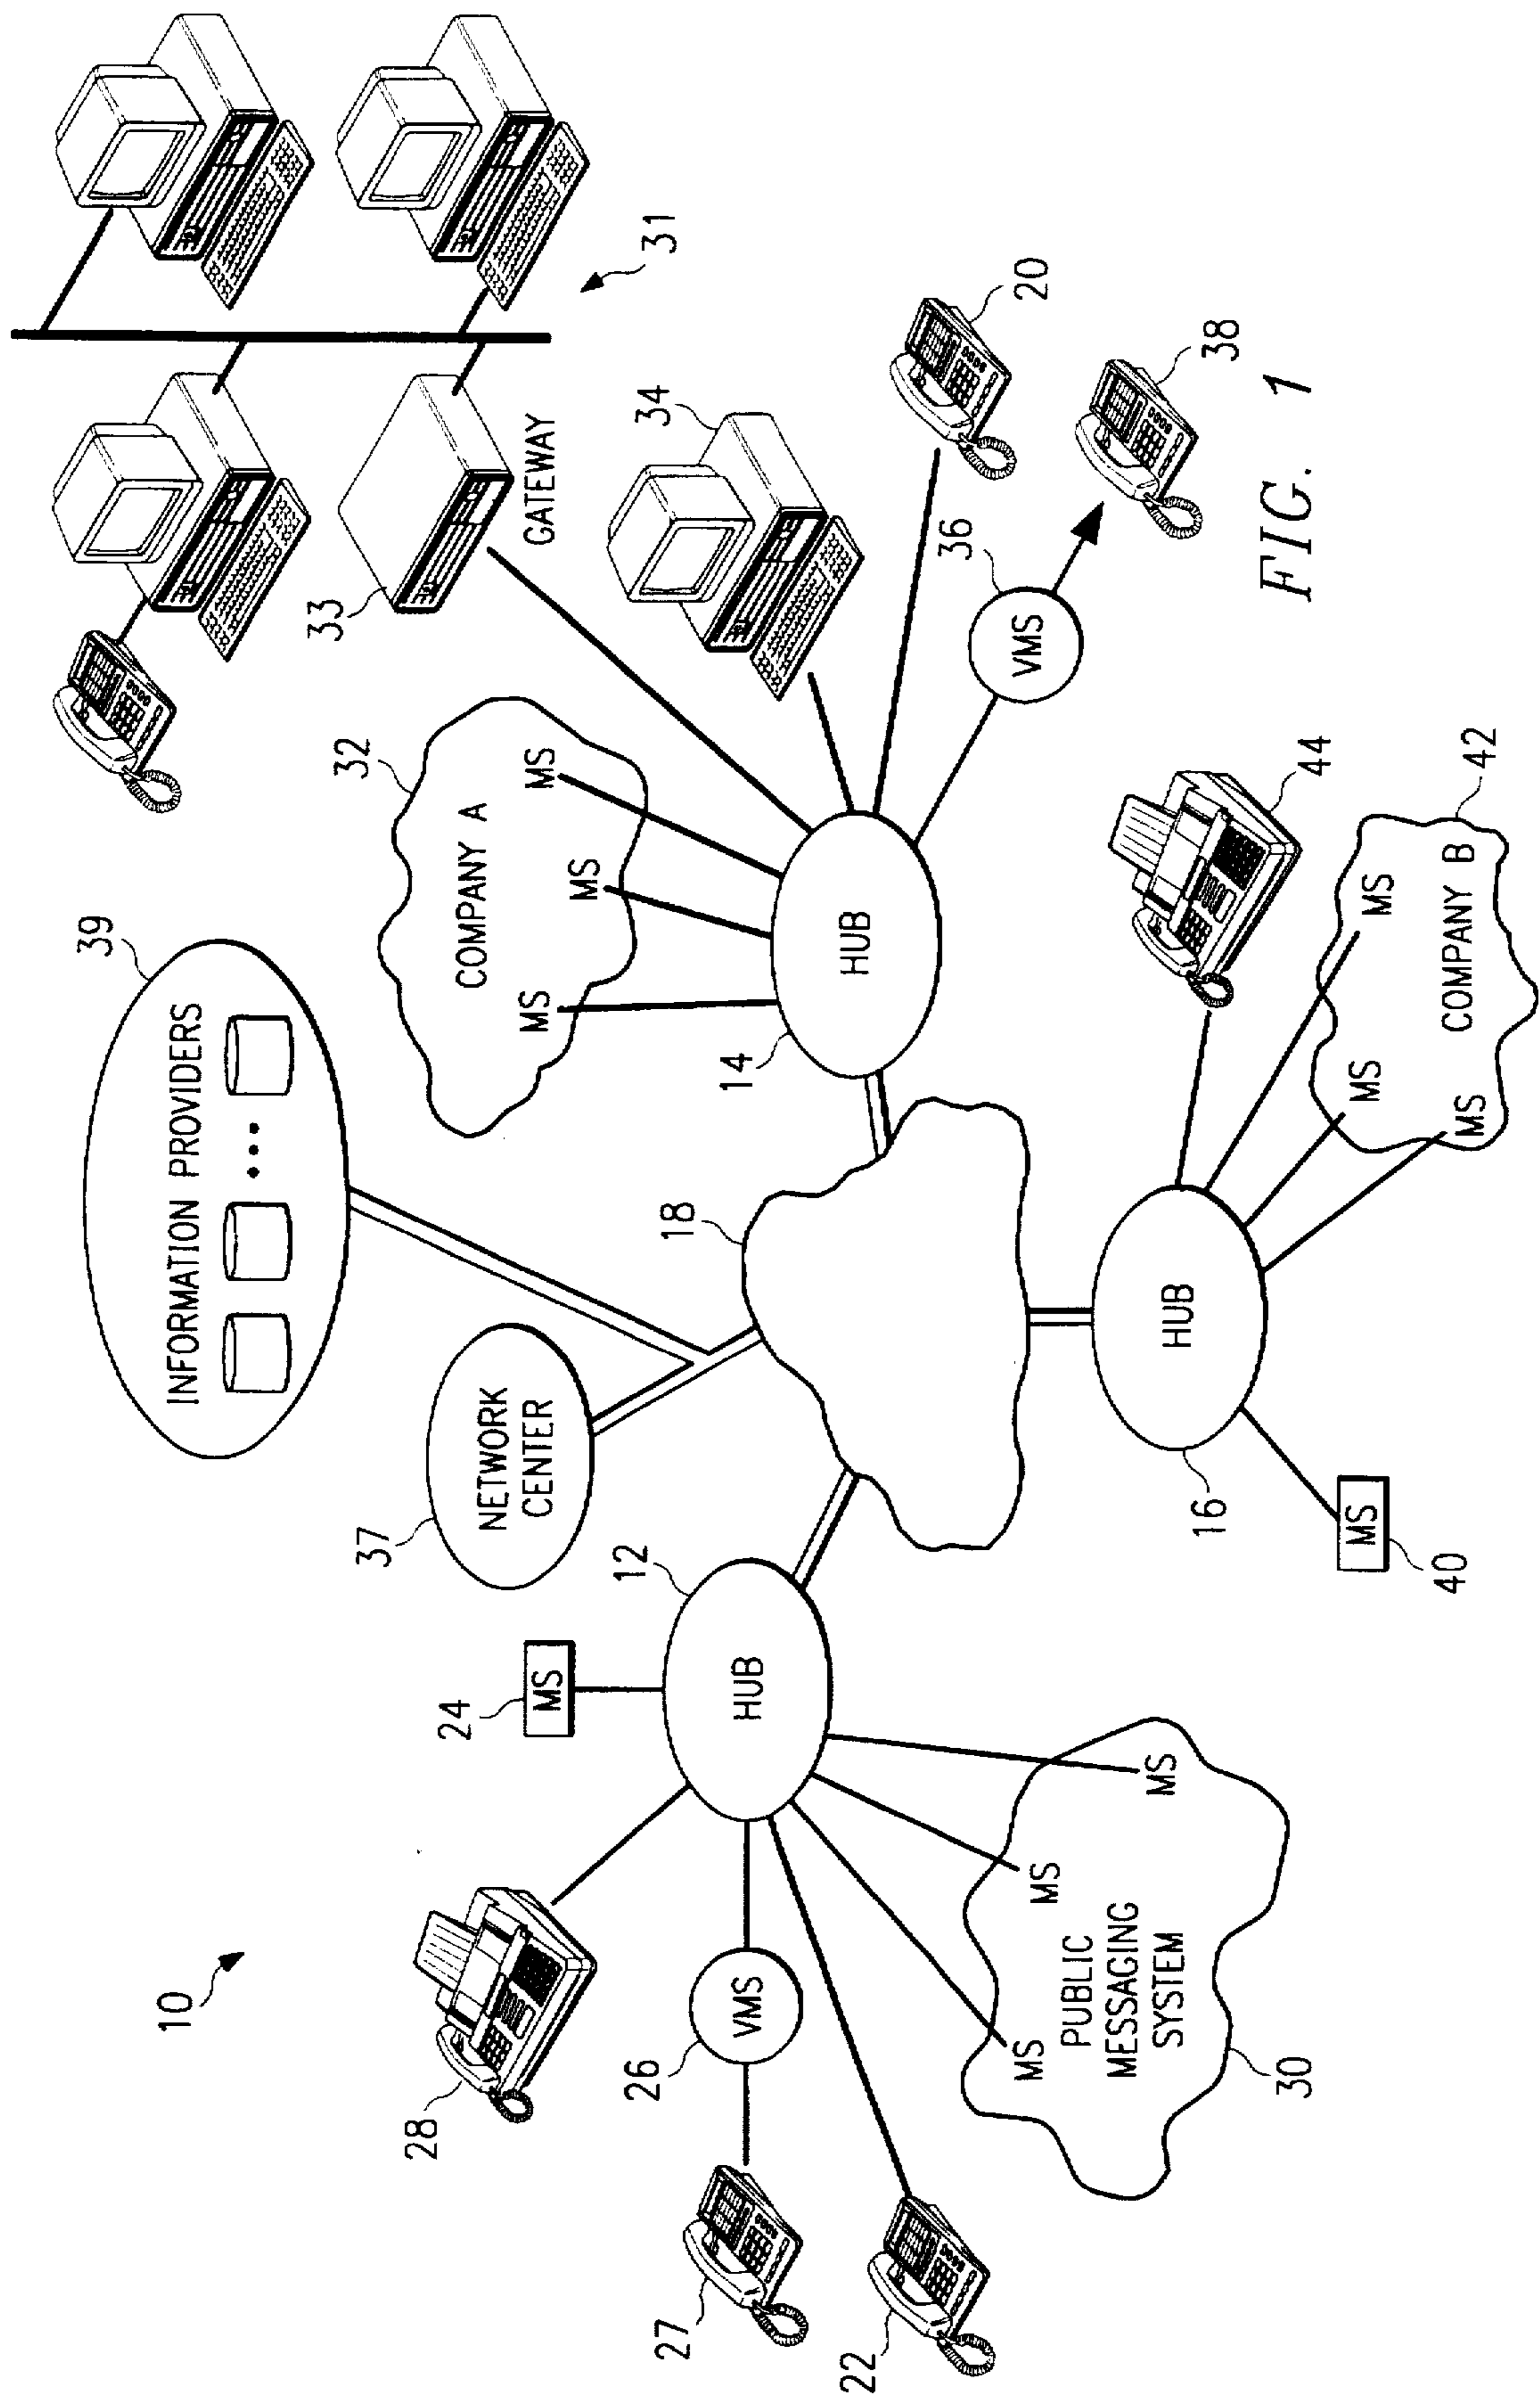 10
28
26
VMS
27
22
24
MS
12
HUB
MS
MS
MS
PUBLIC
MESSAGING
SYSTEM
30
37
NETWORK
CENTER
39
INFORMATION PROVIDERS
...
18
16
HUB
MS
40
14
HUB
32
COMPANY A
MS
MS
MS
33
GATEWAY
31
34
20
36
VMS
38
44
42
COMPANY B
MS
MS
MS
FIG. 1